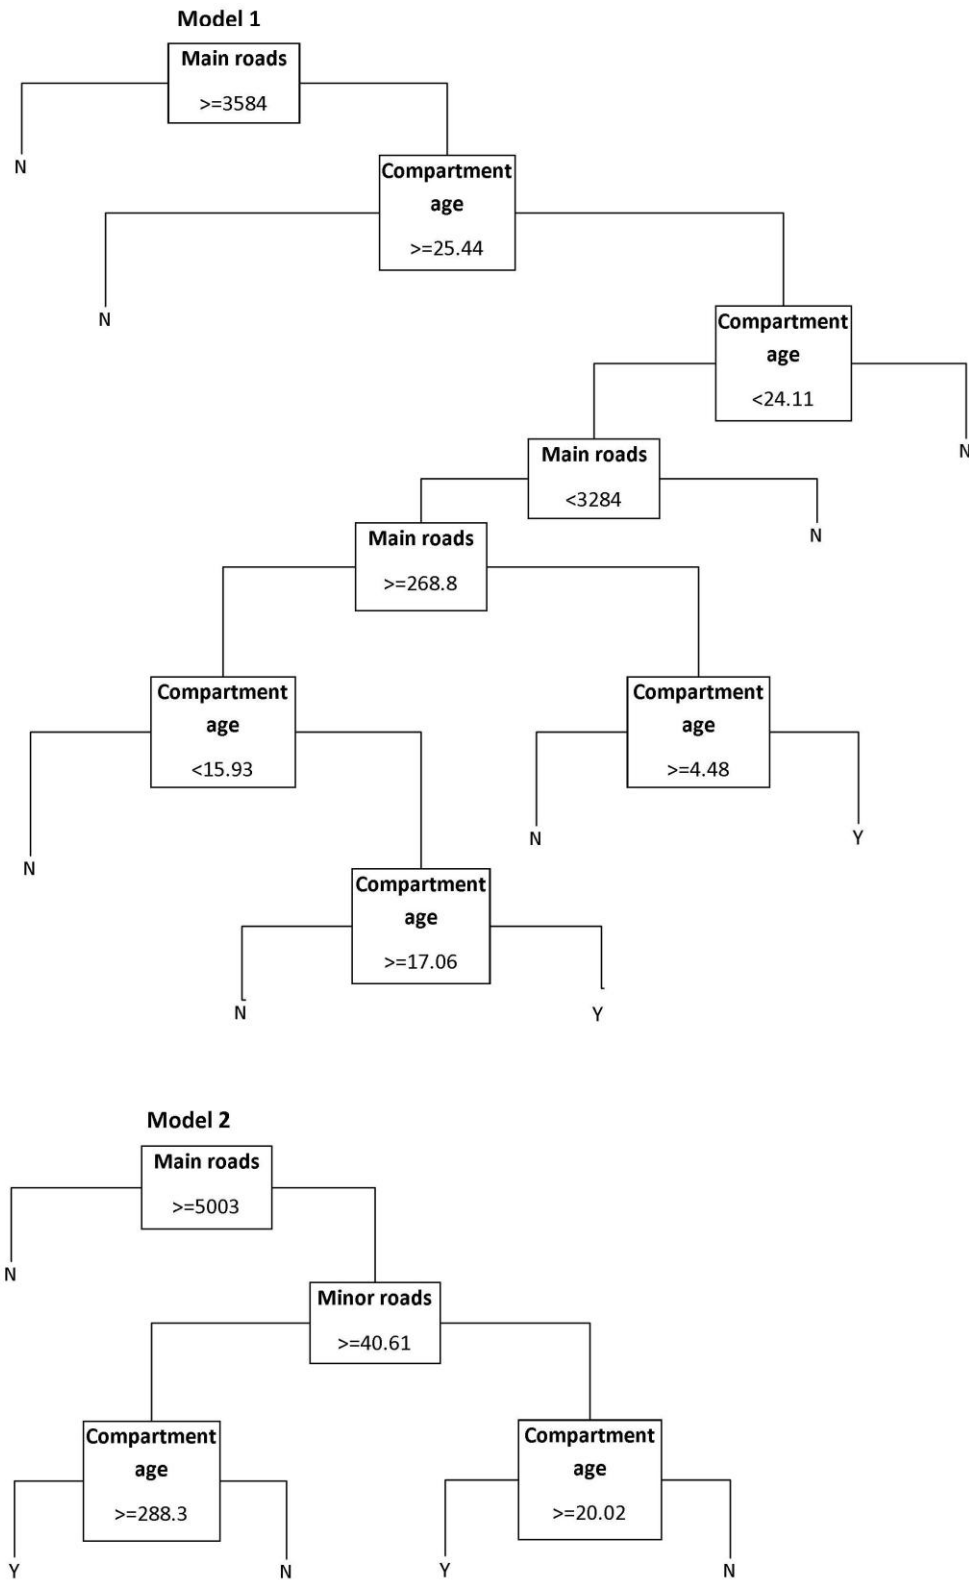 Model 1
Main roads
>=3584
N
Compartment
age
>=25.44
N
Compartment
age
<24.11
N
Main roads
<3284
N
Main roads
>=268.8
Compartment
age
<15.93
N
Compartment
age
>=4.48
N
Y
Compartment
age
>=17.06
N
Y
Model 2
Main roads
>=5003
N
Minor roads
>=40.61
Compartment
age
>=288.3
Y
N
Compartment
age
>=20.02
Y
N